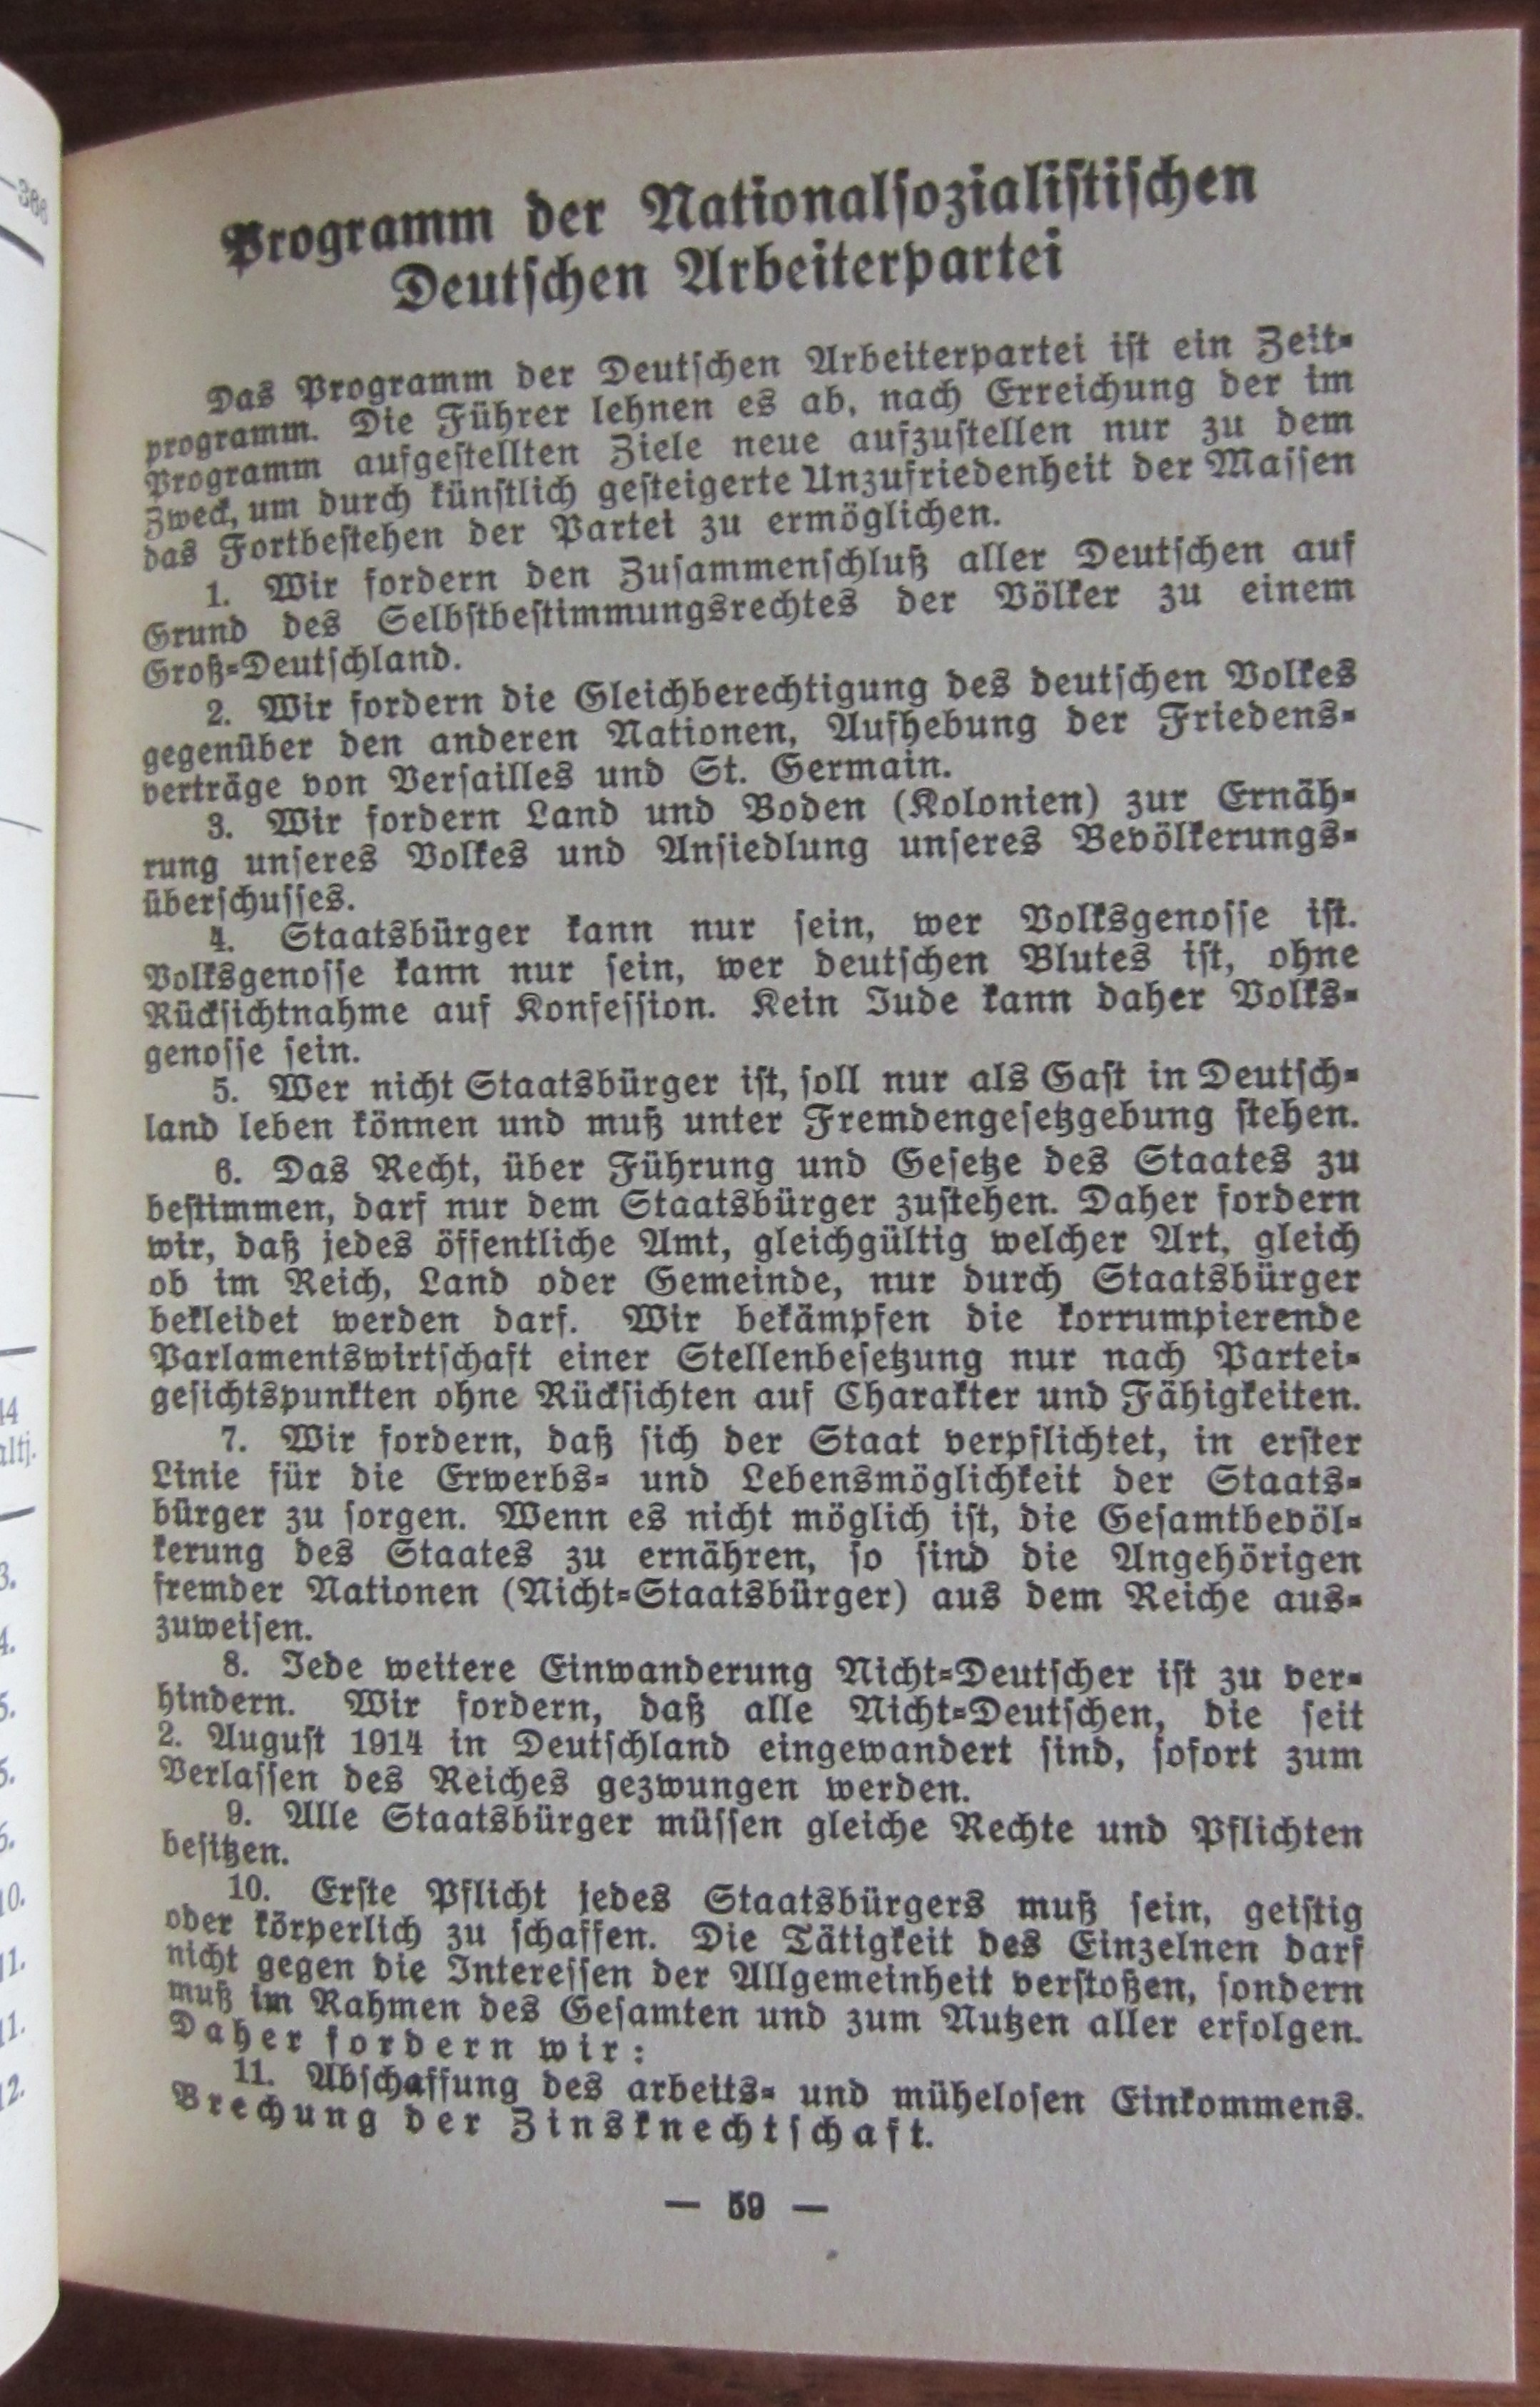 366
Programm der Nationalsozialistischen
Deutschen Arbeiterpartei
Das Programm der Deutschen Arbeiterpartei ist ein Zeit-
programm. Die Führer lehnen es ab, nach Erreichung der im
Programm aufgestellten Ziele neue aufzustellen nur zu dem
Zweck, um durch künstlich gesteigerte Unzufriedenheit der Massen
das Fortbestehen der Partei zu ermöglichen.
1. Wir fordern den Zusammenschluß aller Deutschen auf
Grund des Selbstbestimmungsrechtes der Völker zu einem
Groß-Deutschland.
2. Wir fordern die Gleichberechtigung des deutschen Volkes
gegenüber den anderen Nationen, Aufhebung der Friedens-
verträge von Versailles und St. Germain.
3. Wir fordern Land und Boden (Kolonien) zur Ernäh-
rung unseres Volkes und Ansiedlung unseres Bevölkerungs-
überschusses.
4. Staatsbürger kann nur sein, wer Volksgenosse ist.
Volksgenosse kann nur sein, wer deutschen Blutes ist, ohne
Rücksichtnahme auf Konfession. Kein Jude kann daher Volks-
genosse sein.
5. Wer nicht Staatsbürger ist, soll nur als Gast in Deutsch-
land leben können und muß unter Fremdengesetzgebung stehen.
6. Das Recht, über Führung und Gesetze des Staates zu
bestimmen, darf nur dem Staatsbürger zustehen. Daher fordern
wir, daß jedes öffentliche Amt, gleichgültig welcher Art, gleich
ob im Reich, Land oder Gemeinde, nur durch Staatsbürger
bekleidet werden darf. Wir bekämpfen die korrumpierende
Parlamentswirtschaft einer Stellenbesetzung nur nach Partei-
gesichtspunkten ohne Rücksichten auf Charakter und Fähigkeiten.
7. Wir fordern, daß sich der Staat verpflichtet, in erster
Linie für die Erwerbs- und Lebensmöglichkeit der Staats-
bürger zu sorgen. Wenn es nicht möglich ist, die Gesamtbevöl-
kerung des Staates zu ernähren, so sind die Angehörigen
fremder Nationen (Nicht-Staatsbürger) aus dem Reiche aus-
zuweisen.
8. Jede weitere Einwanderung Nicht-Deutscher ist zu ver-
hindern. Wir fordern, daß alle Nicht-Deutschen, die seit
2. August 1914 in Deutschland eingewandert sind, sofort zum
Verlassen des Reiches gezwungen werden.
9. Alle Staatsbürger müssen gleiche Rechte und Pflichten
besitzen.
10. Erste Pflicht jedes Staatsbürgers muß sein, geistig
oder körperlich zu schaffen. Die Tätigkeit des Einzelnen darf
nicht gegen die Interessen der Allgemeinheit verstoßen, sondern
muß im Rahmen des Gesamten und zum Nutzen aller erfolgen.
Daher fordern wir:
11. Abschaffung des arbeits- und mühelosen Einkommens.
Brechung der Zinsknechtschaft.
— 59 —